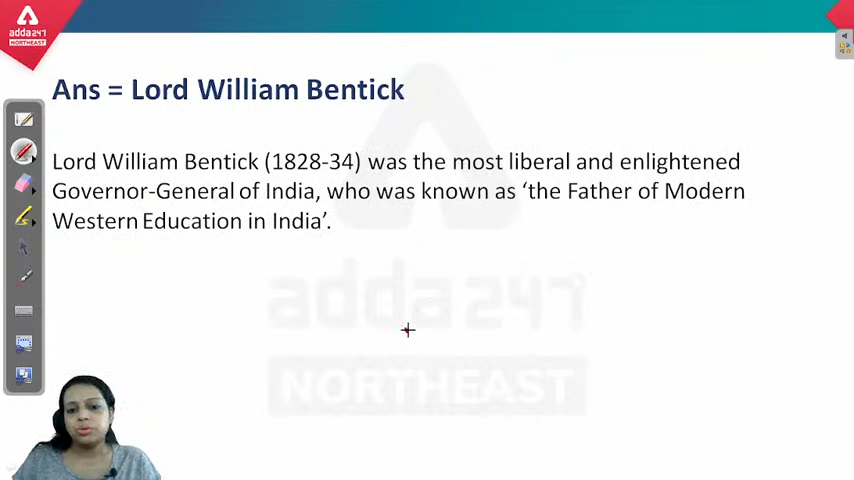 adda247
NORTHEAST
Ans = Lord William Bentick
Lord William Bentick (1828-34) was the most liberal and enlightened
Governor-General of India, who was known as ‘the Father of Modern
Western Education in India’.
adda247
NORTHEAST